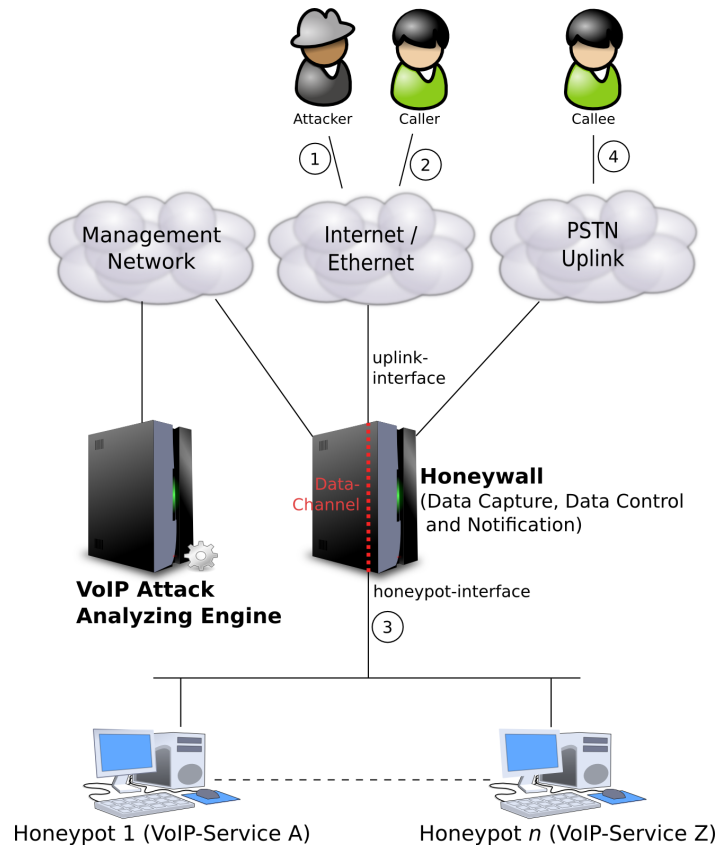 Attacker
Caller
Callee
1
2
4
Management
Network
Internet /
Ethernet
PSTN
Uplink
uplink-
interface
Data-
Channel
Honeywall
(Data Capture, Data Control
and Notification)
VoIP Attack
Analyzing Engine
honeypot-interface
3
Honeypot 1 (VoIP-Service A)
Honeypot n (VoIP-Service Z)